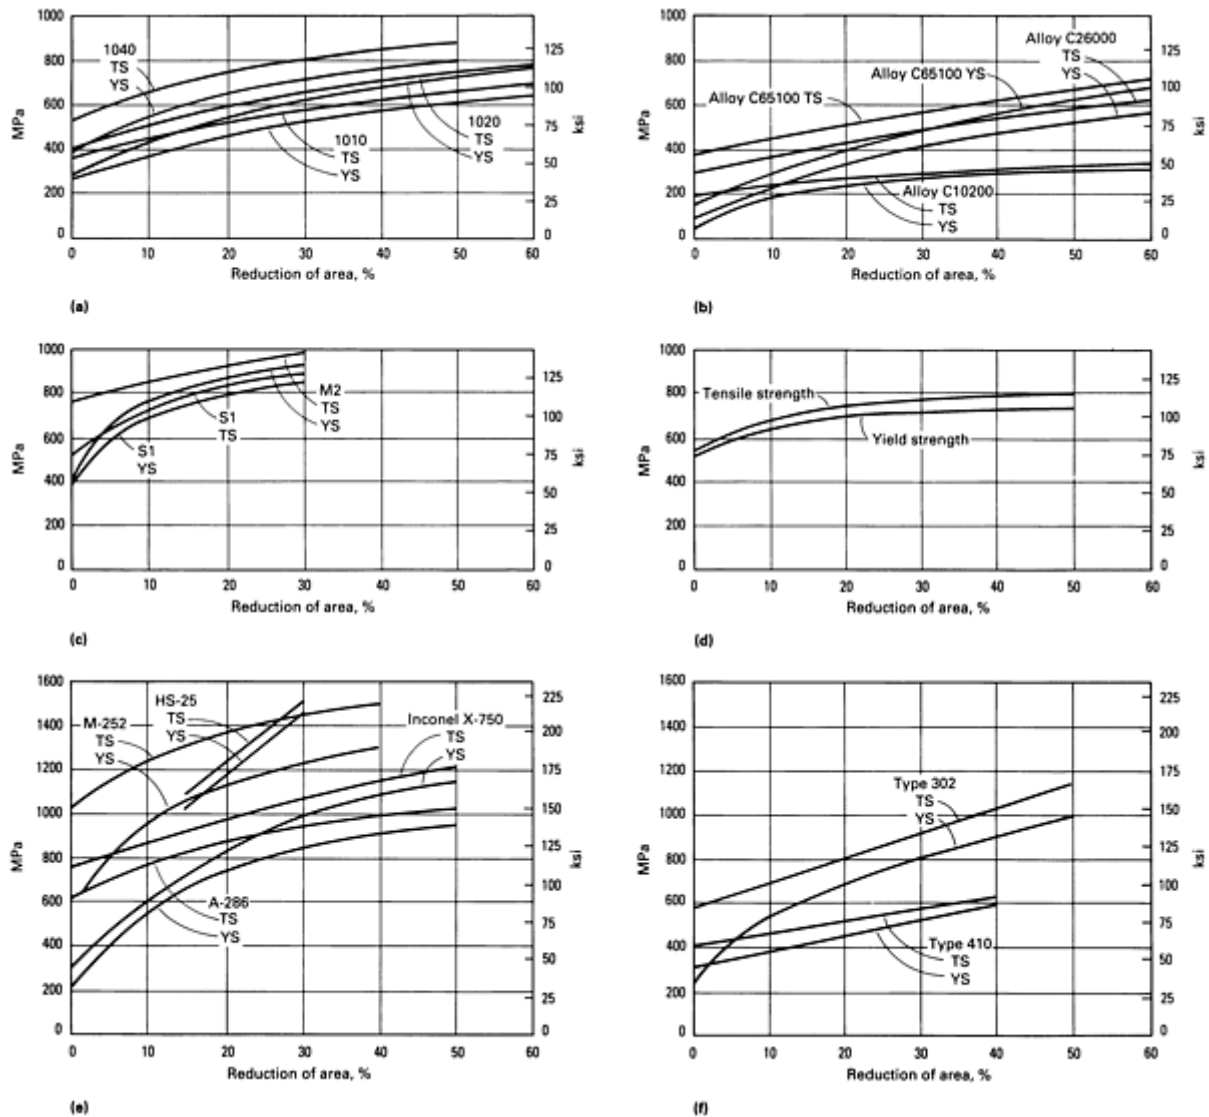 1000
800
600
400
200
0
MPa
1040
TS
YS
1010
TS
YS
1020
TS
YS
125
100
75
50
25
0
ksi
0 10 20 30 40 50 60
Reduction of area, %
(a)
1000
800
600
400
200
0
MPa
Alloy C65100 TS
Alloy C65100 YS
Alloy C26000
TS
YS
Alloy C10200
TS
YS
125
100
75
50
25
0
ksi
0 10 20 30 40 50 60
Reduction of area, %
(b)
1000
800
600
400
200
0
MPa
S1
YS
S1
TS
M2
TS
YS
125
100
75
50
25
0
ksi
0 10 20 30 40 50 60
Reduction of area, %
(c)
1000
800
600
400
200
0
MPa
Tensile strength
Yield strength
125
100
75
50
25
0
ksi
0 10 20 30 40 50 60
Reduction of area, %
(d)
1600
1400
1200
1000
800
600
400
200
0
MPa
M-252
TS
YS
HS-25
TS
YS
Inconel X-750
TS
YS
A-286
TS
YS
225
200
175
150
125
100
75
50
25
0
ksi
0 10 20 30 40 50 60
Reduction of area, %
(e)
1600
1400
1200
1000
800
600
400
200
0
MPa
Type 302
TS
YS
Type 410
TS
YS
225
200
175
150
125
100
75
50
25
0
ksi
0 10 20 30 40 50 60
Reduction of area, %
(f)